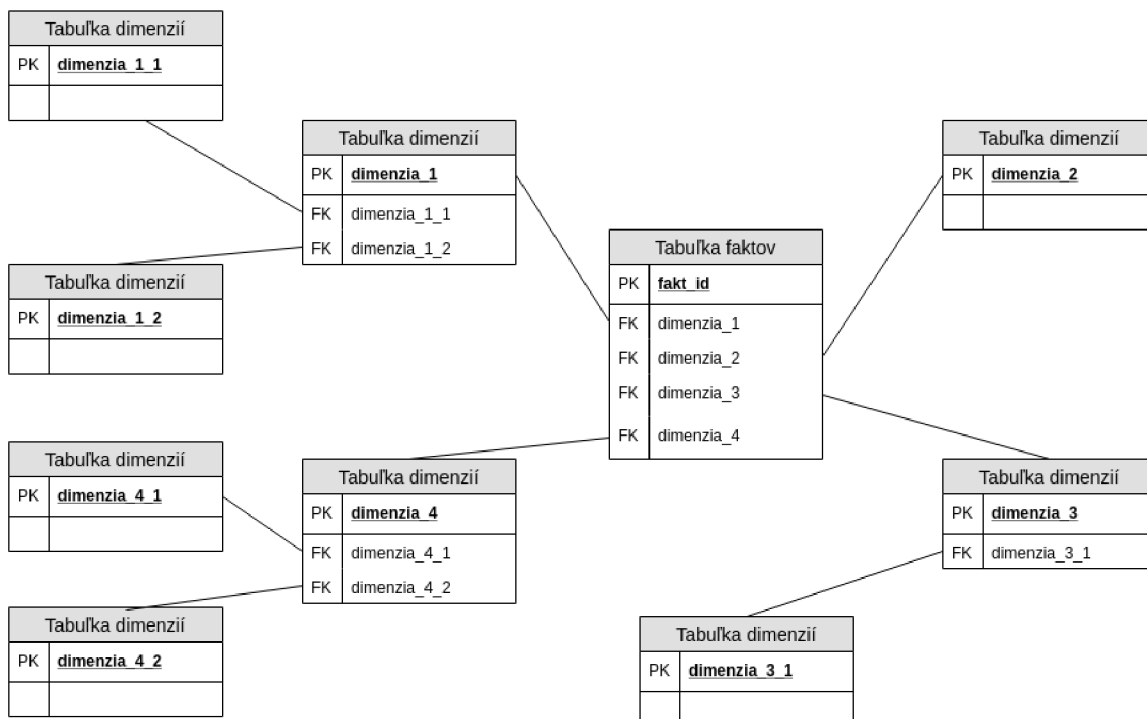 Tabuľka dimenzií
PK dimenzia_1_1
Tabuľka dimenzií
PK dimenzia_1
FK dimenzia_1_1
FK dimenzia_1_2
Tabuľka dimenzií
PK dimenzia_2
Tabuľka faktov
PK fakt_id
FK dimenzia_1
FK dimenzia_2
FK dimenzia_3
FK dimenzia_4
Tabuľka dimenzií
PK dimenzia_1_2
Tabuľka dimenzií
PK dimenzia_4_1
Tabuľka dimenzií
PK dimenzia_4
FK dimenzia_4_1
FK dimenzia_4_2
Tabuľka dimenzií
PK dimenzia_3
FK dimenzia_3_1
Tabuľka dimenzií
PK dimenzia_4_2
Tabuľka dimenzií
PK dimenzia_3_1